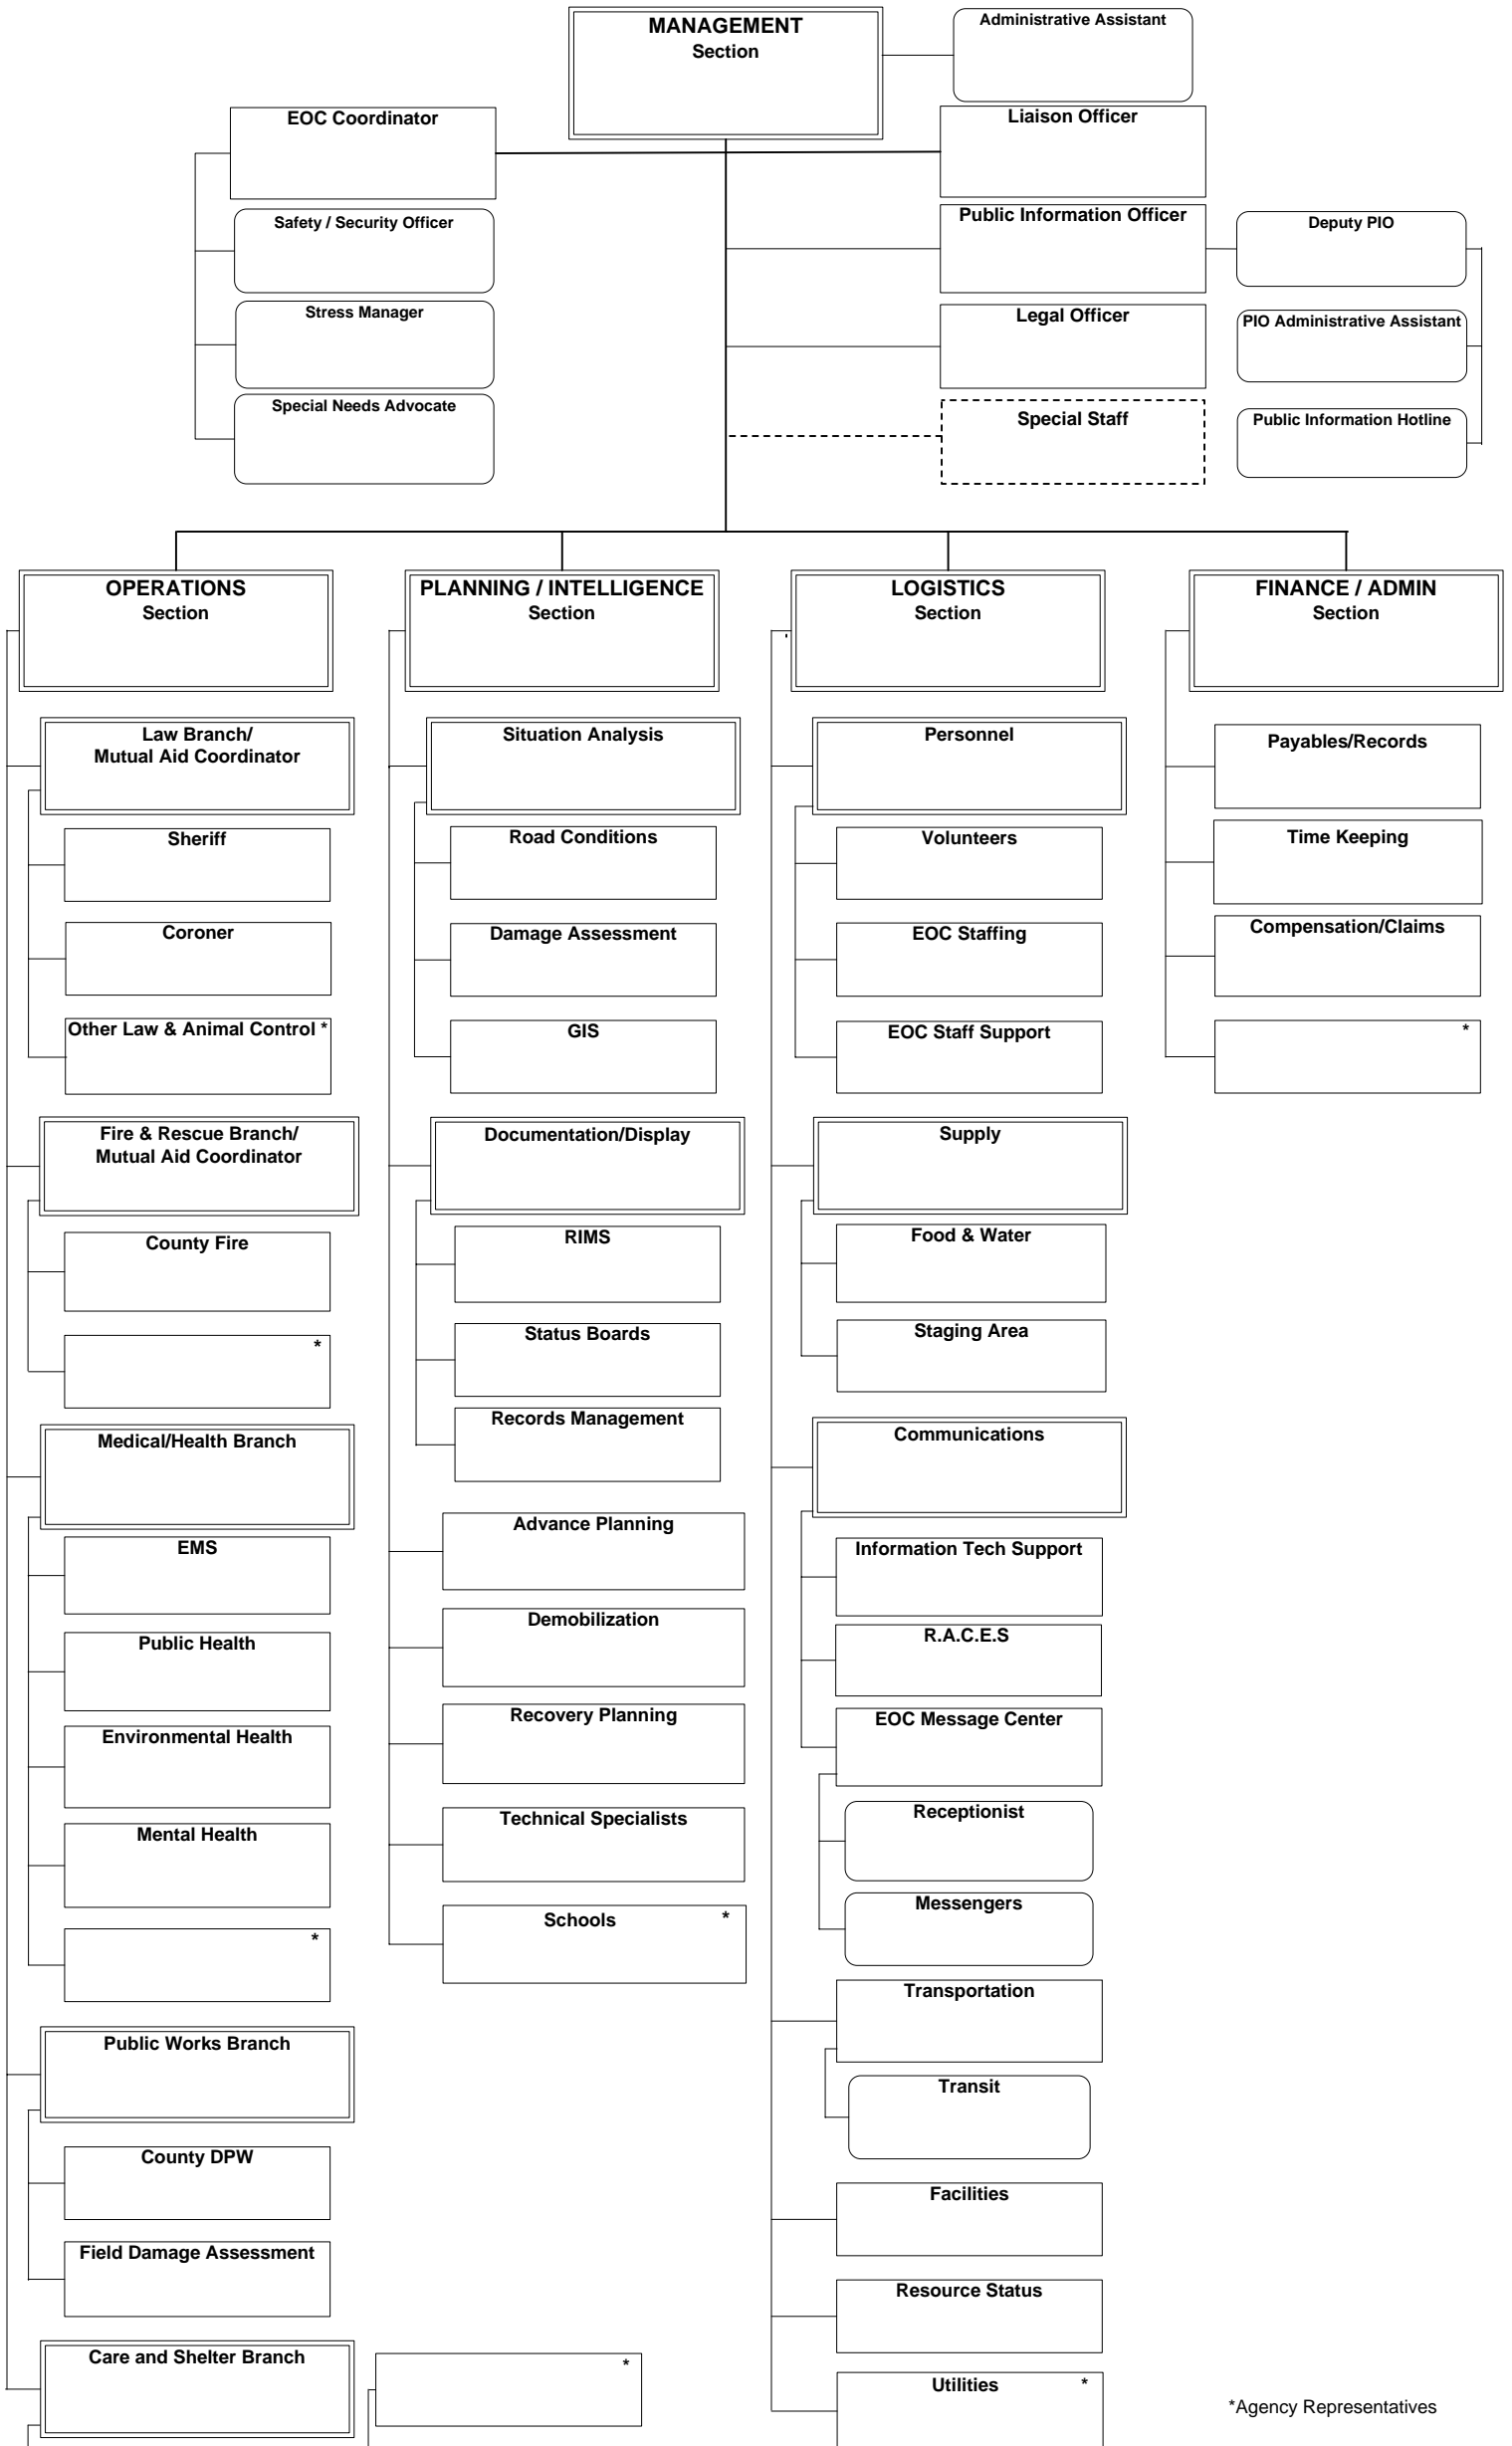 MANAGEMENT
Section
Administrative Assistant
EOC Coordinator
Liaison Officer
Safety / Security Officer
Public Information Officer
Deputy PIO
Stress Manager
Legal Officer
PIO Administrative Assistant
Special Needs Advocate
Special Staff
Public Information Hotline
OPERATIONS
Section
Law Branch/
Mutual Aid Coordinator
Sheriff
Coroner
Other Law & Animal Control *
Fire & Rescue Branch/
Mutual Aid Coordinator
County Fire
*
Medical/Health Branch
EMS
Public Health
Environmental Health
Mental Health
*
Public Works Branch
County DPW
Field Damage Assessment
Care and Shelter Branch
*
PLANNING / INTELLIGENCE
Section
Situation Analysis
Road Conditions
Damage Assessment
GIS
Documentation/Display
RIMS
Status Boards
Records Management
Advance Planning
Demobilization
Recovery Planning
Technical Specialists
Schools *
LOGISTICS
Section
Personnel
Volunteers
EOC Staffing
EOC Staff Support
Supply
Food & Water
Staging Area
Communications
Information Tech Support
R.A.C.E.S
EOC Message Center
Receptionist
Messengers
Transportation
Transit
Facilities
Resource Status
Utilities *
FINANCE / ADMIN
Section
Payables/Records
Time Keeping
Compensation/Claims
*
*Agency Representatives